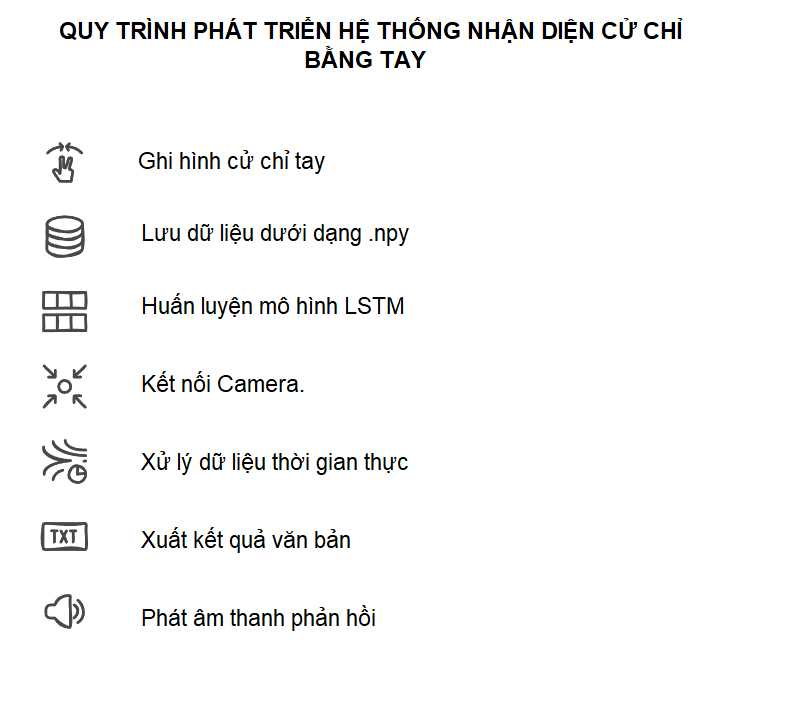 QUY TRÌNH PHÁT TRIỂN HỆ THỐNG NHẬN DIỆN CỬ CHỈ
BẰNG TAY
Ghi hình cử chỉ tay
Lưu dữ liệu dưới dạng .npy
Huấn luyện mô hình LSTM
Kết nối Camera.
Xử lý dữ liệu thời gian thực
TXT
Xuất kết quả văn bản
Phát âm thanh phản hồi